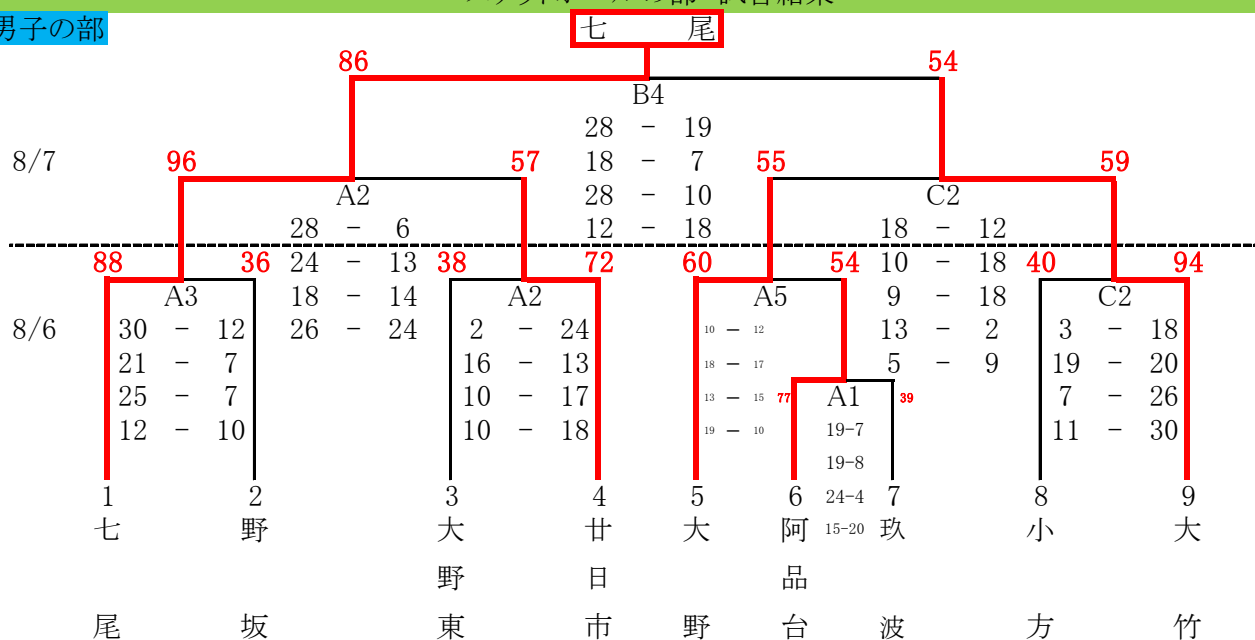 男子の部
七 尾
86 54
B4
28 - 19
8/7 96 18 - 7 55 59
57
A2 28 - 10 C2
28 - 6 12 - 18 18 - 12
88 36 24 - 13 38 72 60 54 10 - 18 40 94
A3 18 - 14 A2 A5 9 - 18 C2
8/6 30 - 12 26 - 24 2 - 24 10 - 12 13 - 2 3 - 18
21 - 7 16 - 13 18 - 17 5 - 9 19 - 20
25 - 7 10 - 17 13 - 15 77 A1 39 7 - 26
12 - 10 10 - 18 19 - 10 19-7 11 - 30
19-8
1 2 3 4 5 6 24-4 7 8 9
15-20
七尾
野坂
大野東
廿日市
大野
阿品台
玖波
小方
大竹